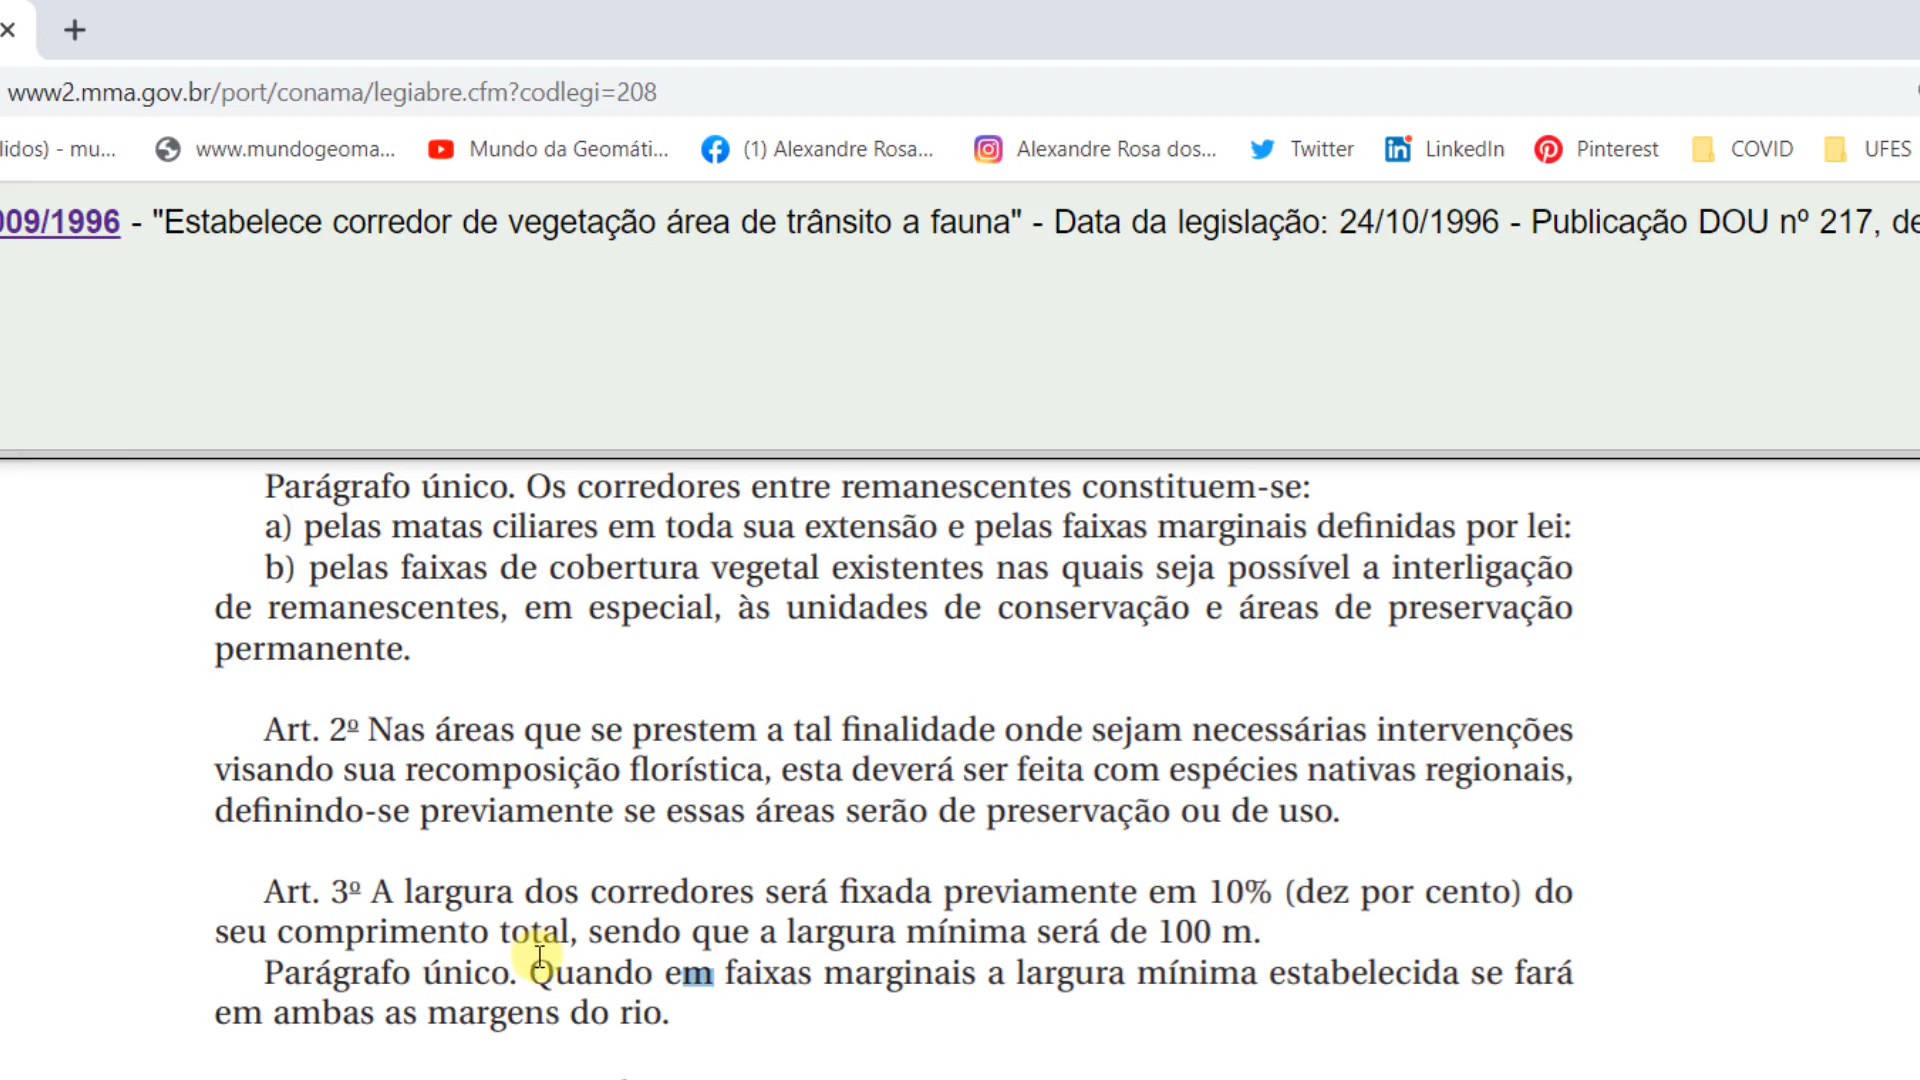 www2.mma.gov.br/port/conama/legiabre.cfm?codlegi=208
lidos) - mu... www.mundogeoma... Mundo da Geomáti... (1) Alexandre Rosa... Alexandre Rosa dos... Twitter LinkedIn Pinterest COVID UFES
009/1996 - "Estabelece corredor de vegetação área de trânsito a fauna" - Data da legislação: 24/10/1996 - Publicação DOU nº 217, de
Parágrafo único. Os corredores entre remanescentes constituem-se:
a) pelas matas ciliares em toda sua extensão e pelas faixas marginais definidas por lei:
b) pelas faixas de cobertura vegetal existentes nas quais seja possível a interligação
de remanescentes, em especial, às unidades de conservação e áreas de preservação
permanente.
Art. 2º Nas áreas que se prestem a tal finalidade onde sejam necessárias intervenções
visando sua recomposição florística, esta deverá ser feita com espécies nativas regionais,
definindo-se previamente se essas áreas serão de preservação ou de uso.
Art. 3º A largura dos corredores será fixada previamente em 10% (dez por cento) do
seu comprimento total, sendo que a largura mínima será de 100 m.
Parágrafo único. Quando em faixas marginais a largura mínima estabelecida se fará
em ambas as margens do rio.